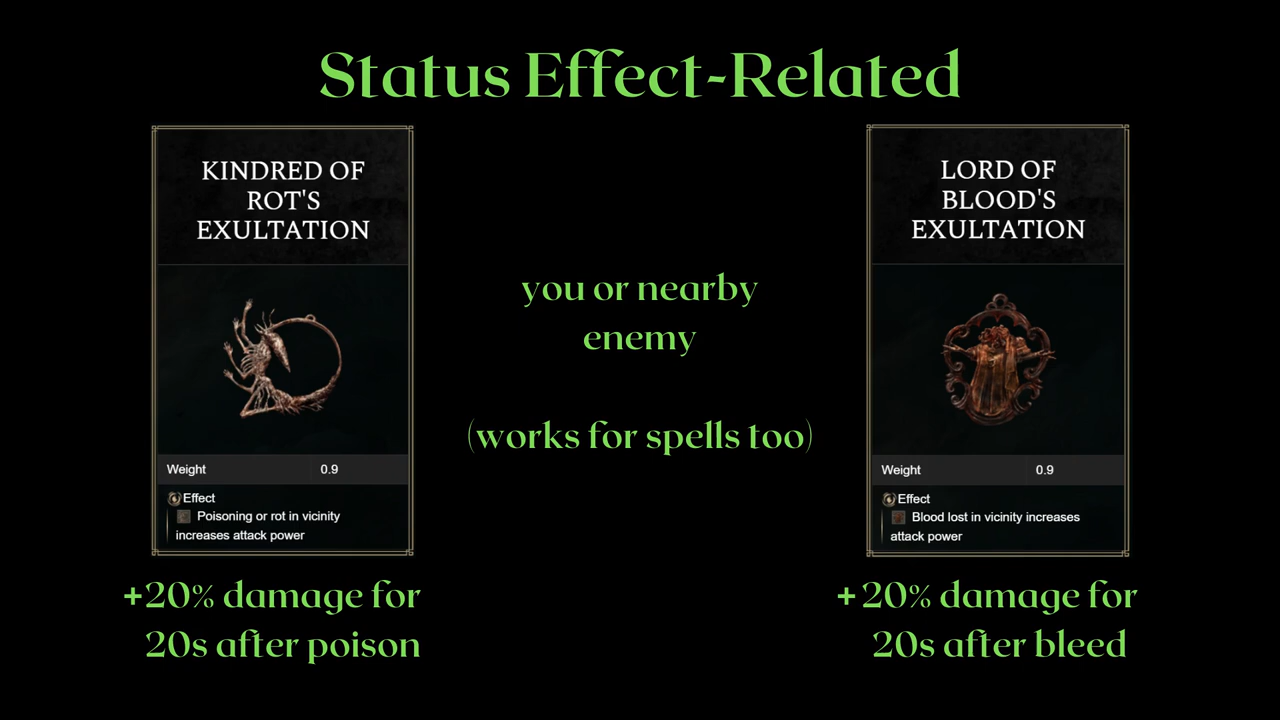 Status Effect-Related
KINDRED OF
ROT'S
EXULTATION
Weight 0.9
Effect
Poisoning or rot in vicinity
increases attack power
+20% damage for
20s after poison
you or nearby
enemy
(works for spells too)
LORD OF
BLOOD'S
EXULTATION
Weight 0.9
Effect
Blood lost in vicinity increases
attack power
+20% damage for
20s after bleed